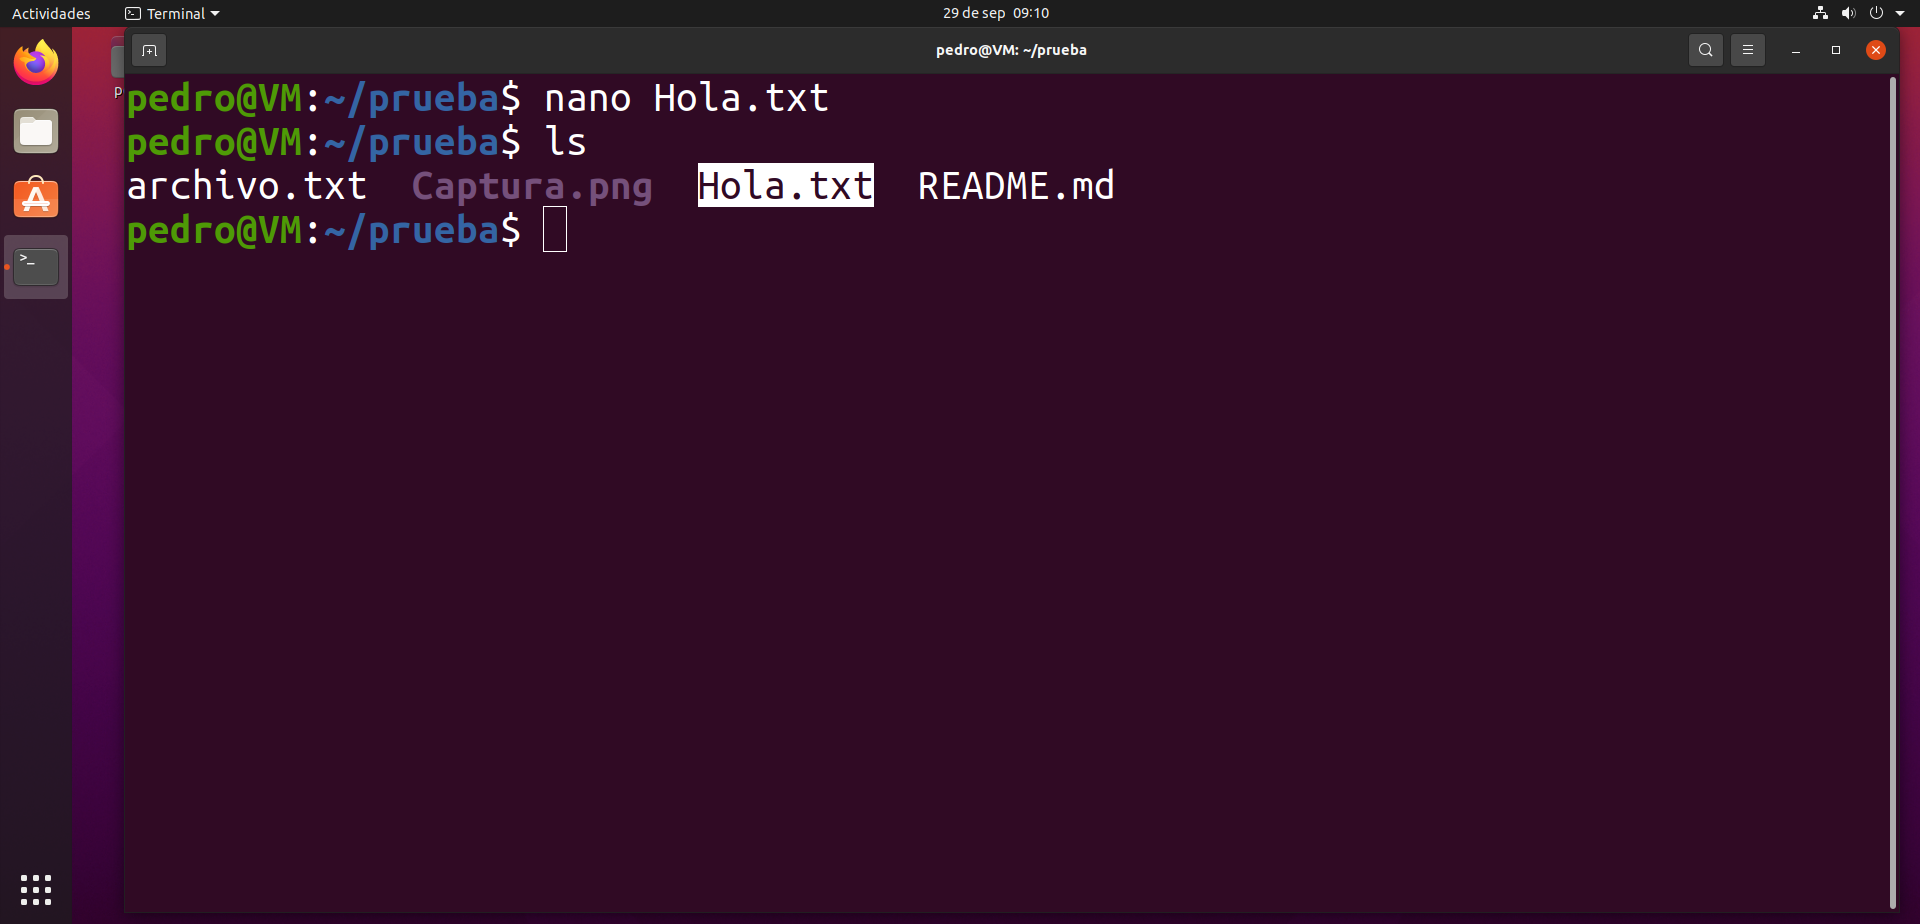 Actividades Terminal 29 de sep 09:10
pedro@VM: ~/prueba
pedro@VM:~/prueba$ nano Hola.txt
pedro@VM:~/prueba$ ls
archivo.txt Captura.png Hola.txt README.md
pedro@VM:~/prueba$